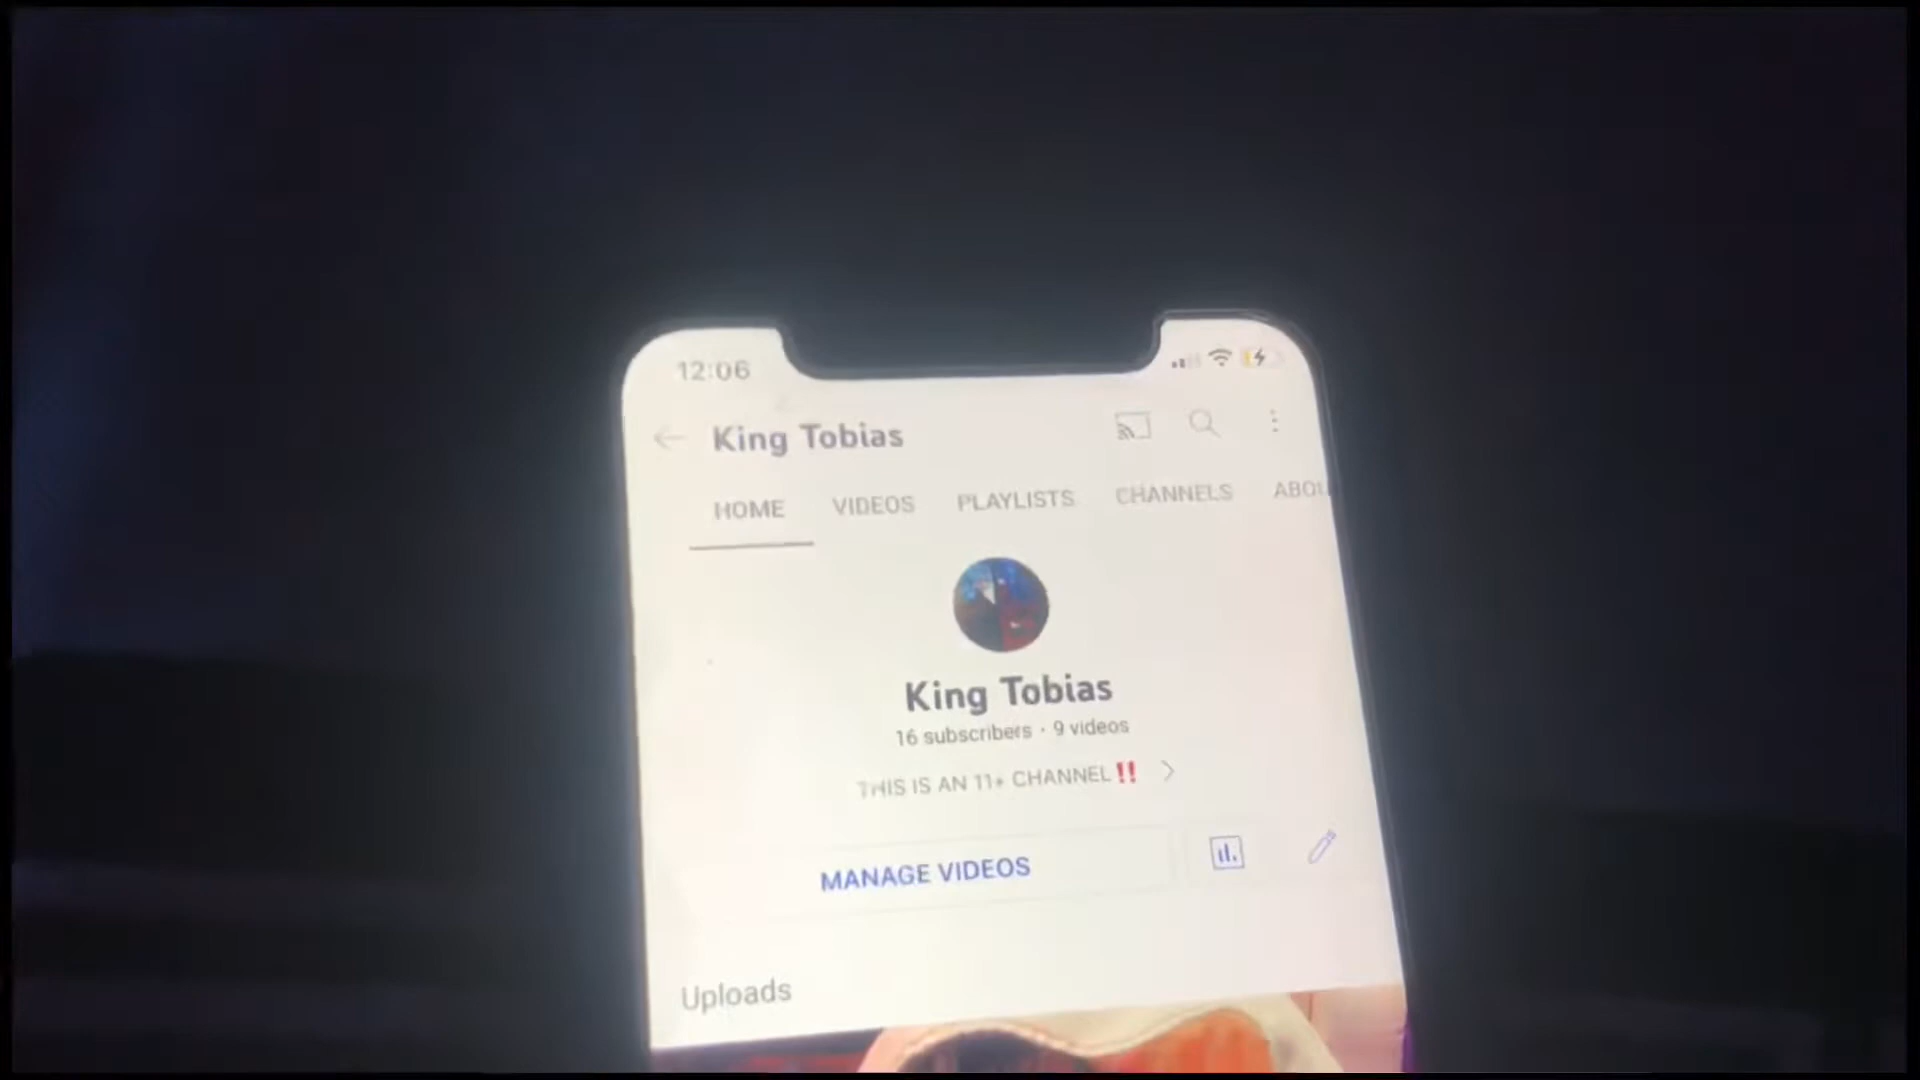 12:06
King Tobias
HOME VIDEOS PLAYLISTS CHANNELS ABOU
King Tobias
16 subscribers · 9 videos
THIS IS AN 11+ CHANNEL‼️
MANAGE VIDEOS
Uploads